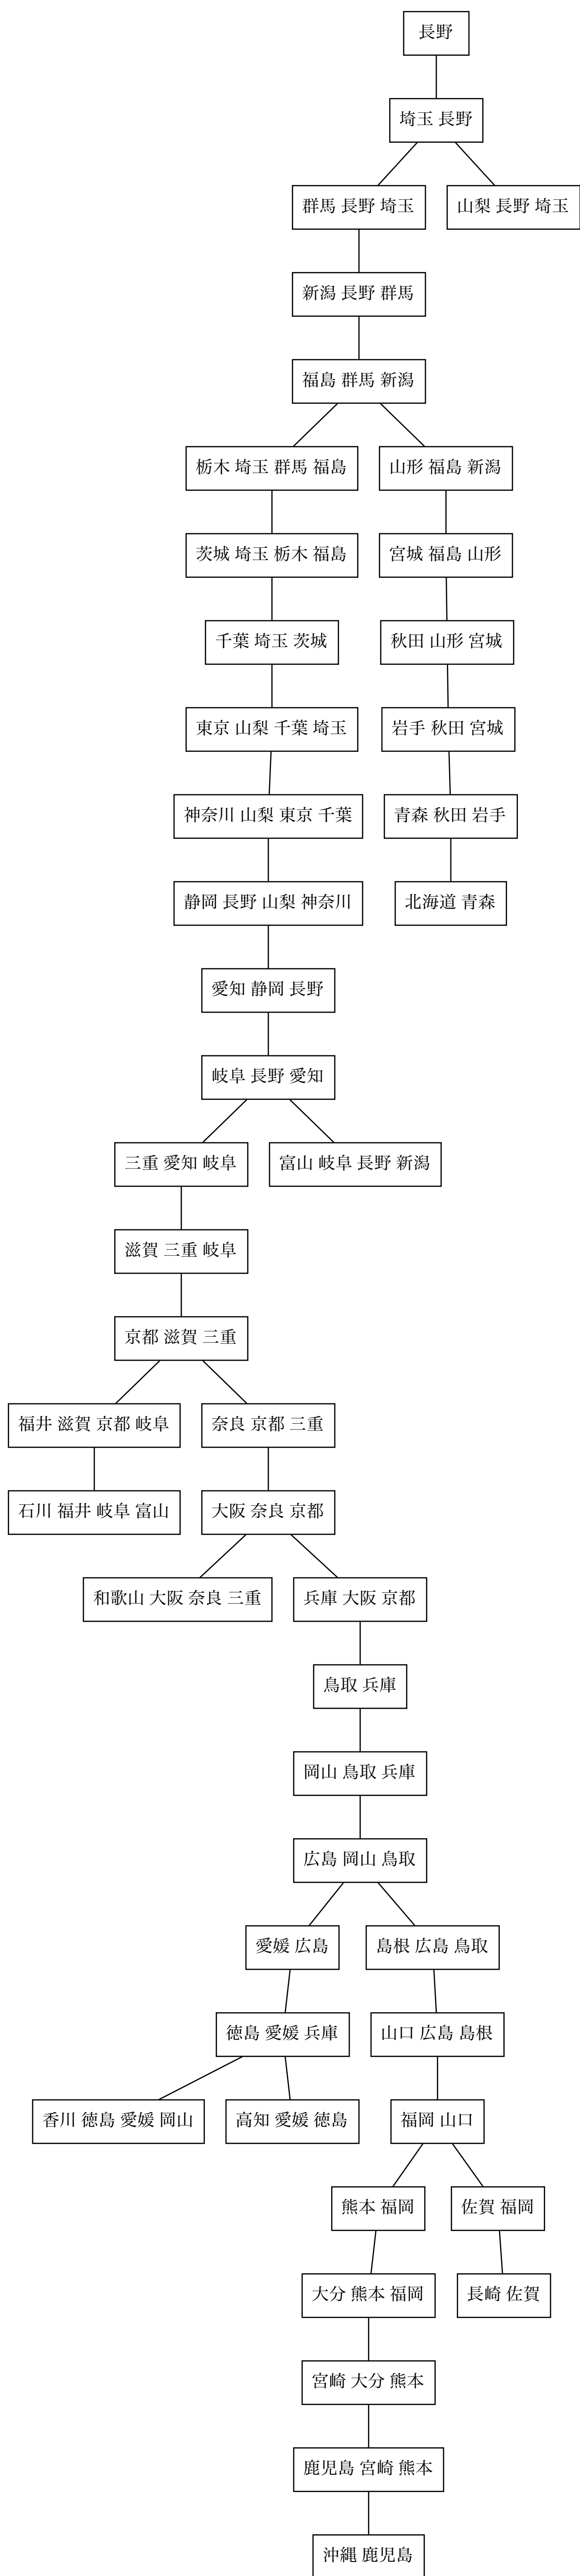 長野
埼玉 長野
群馬 長野 埼玉
山梨 長野 埼玉
新潟 長野 群馬
福島 群馬 新潟
栃木 埼玉 群馬 福島
山形 福島 新潟
茨城 埼玉 栃木 福島
宮城 福島 山形
千葉 埼玉 茨城
秋田 山形 宮城
東京 山梨 千葉 埼玉
岩手 秋田 宮城
神奈川 山梨 東京 千葉
青森 秋田 岩手
静岡 長野 山梨 神奈川
北海道 青森
愛知 静岡 長野
岐阜 長野 愛知
三重 愛知 岐阜
富山 岐阜 長野 新潟
滋賀 三重 岐阜
京都 滋賀 三重
福井 滋賀 京都 岐阜
奈良 京都 三重
石川 福井 岐阜 富山
大阪 奈良 京都
和歌山 大阪 奈良 三重
兵庫 大阪 京都
鳥取 兵庫
岡山 鳥取 兵庫
広島 岡山 鳥取
愛媛 広島
島根 広島 鳥取
徳島 愛媛 兵庫
山口 広島 島根
香川 徳島 愛媛 岡山
高知 愛媛 徳島
福岡 山口
熊本 福岡
佐賀 福岡
大分 熊本 福岡
長崎 佐賀
宮崎 大分 熊本
鹿児島 宮崎 熊本
沖縄 鹿児島